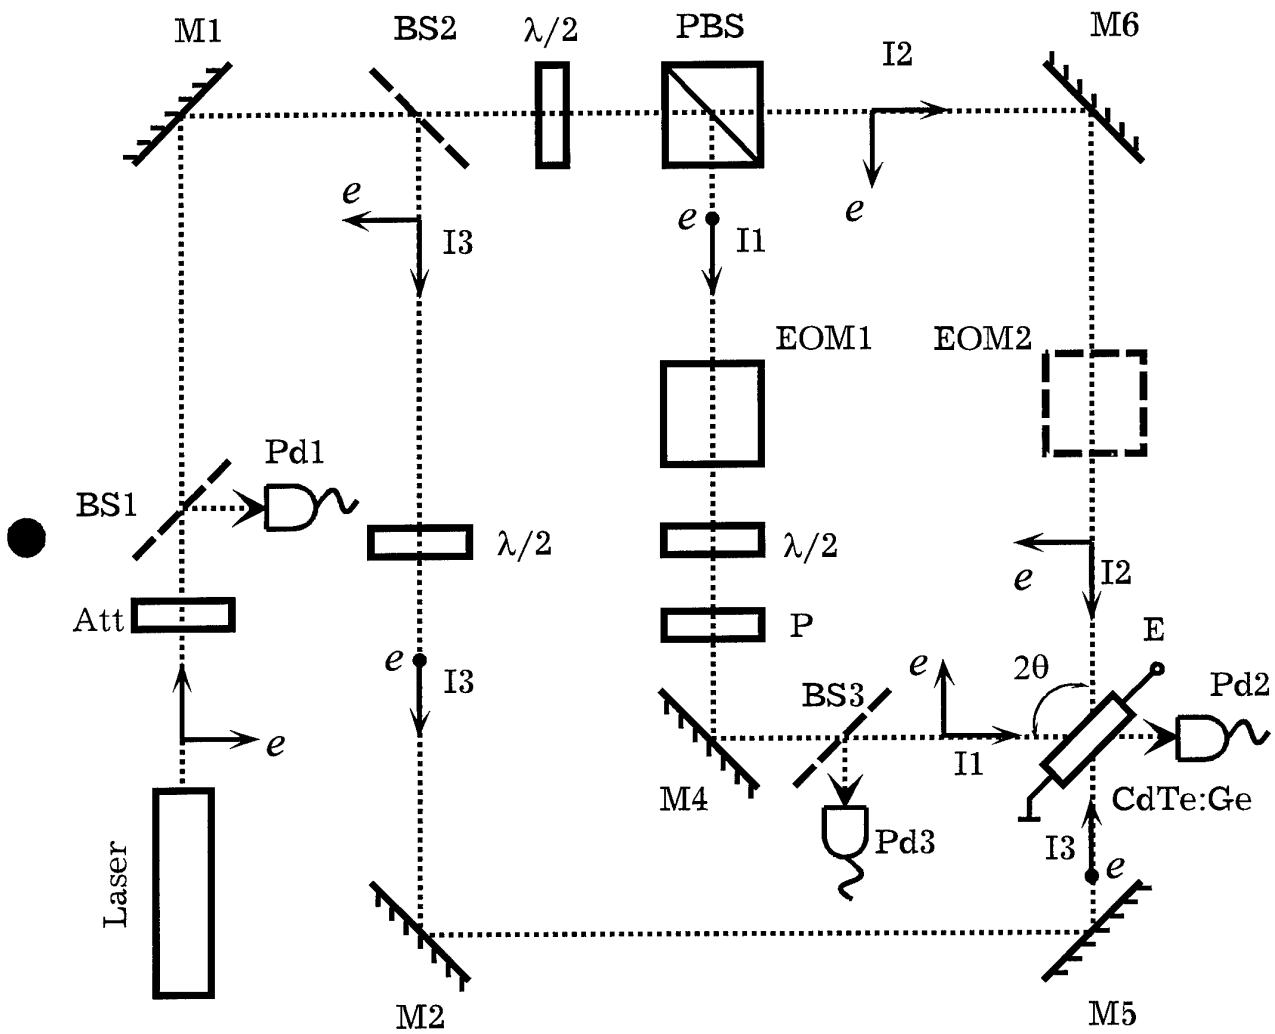 M1
BS2
λ/2
PBS
I2
M6
e
I3
e
I1
e
EOM1
EOM2
Pd1
BS1
λ/2
λ/2
e
I2
Att
P
E
e
I3
e
2θ
BS3
Pd2
e
I1
M4
CdTe:Ge
Laser
Pd3
I3
e
M2
M5